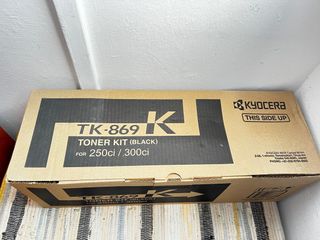 TK-869 K
TONER KIT (BLACK)
FOR 250ci / 300ci
KYOCERA
THIS SIDE UP